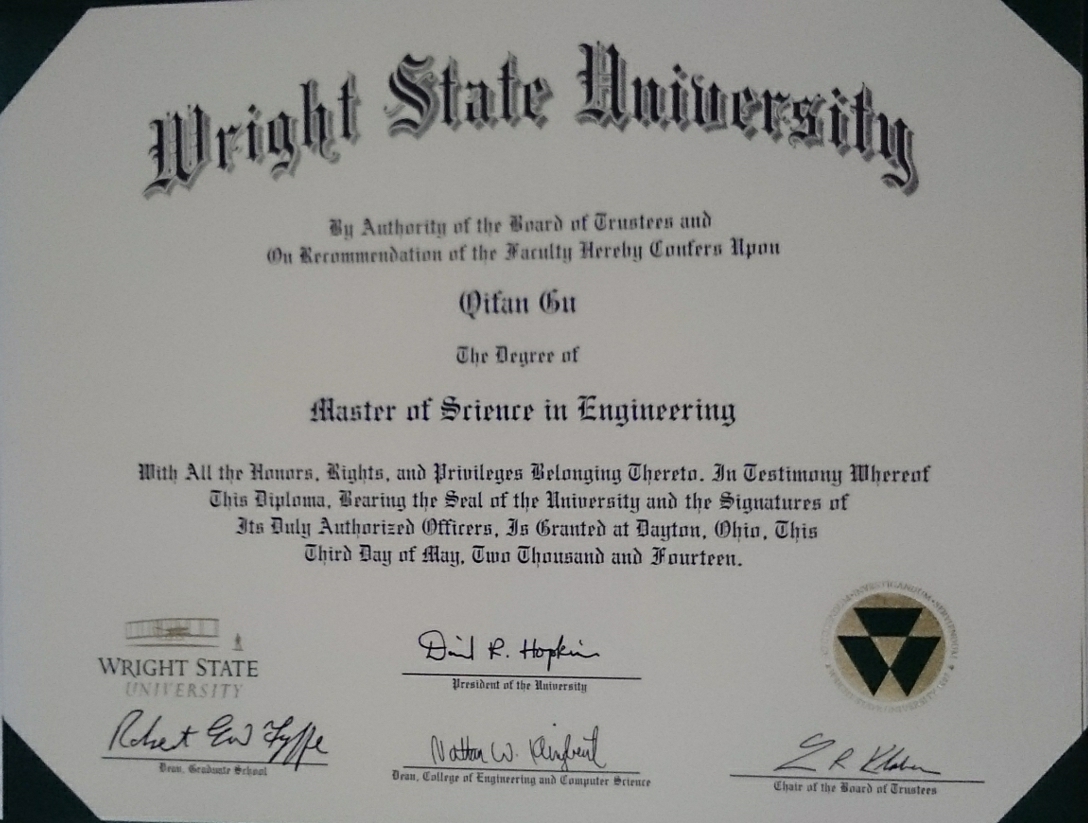 Wright State University
By Authority of the Board of Trustees and
On Recommendation of the Faculty Hereby Confers Upon
Qifan Gu
The Degree of
Master of Science in Engineering
With All the Honors, Rights, and Privileges Belonging Thereto. In Testimony Whereof
This Diploma, Bearing the Seal of the University and the Signatures of
Its Duly Authorized Officers, Is Granted at Dayton, Ohio, This
Third Day of May, Two Thousand and Fourteen.
WRIGHT STATE
UNIVERSITY
David R. Hopkins
President of the University
Robert EW Fyffe
Dean, Graduate School
Nathan W. Klingbeil
Dean, College of Engineering and Computer Science
Chair of the Board of Trustees